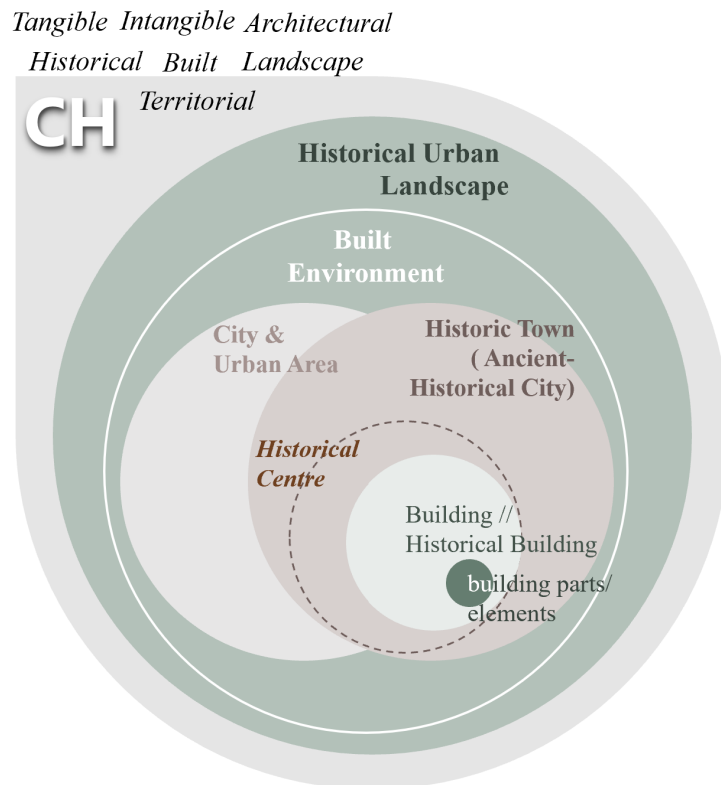 Tangible Intangible Architectural
Historical Built Landscape
Territorial
CH
Historical Urban
Landscape
Built
Environment
City &
Urban Area
Historic Town
( Ancient-
Historical City)
Historical
Centre
Building //
Historical Building
building parts/
elements